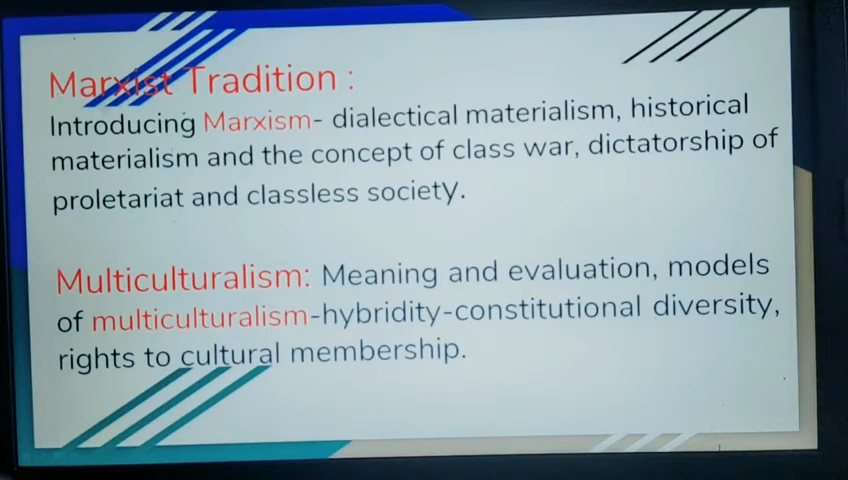 Marxist Tradition :
Introducing Marxism- dialectical materialism, historical
materialism and the concept of class war, dictatorship of
proletariat and classless society.
Multiculturalism: Meaning and evaluation, models
of multiculturalism-hybridity-constitutional diversity,
rights to cultural membership.